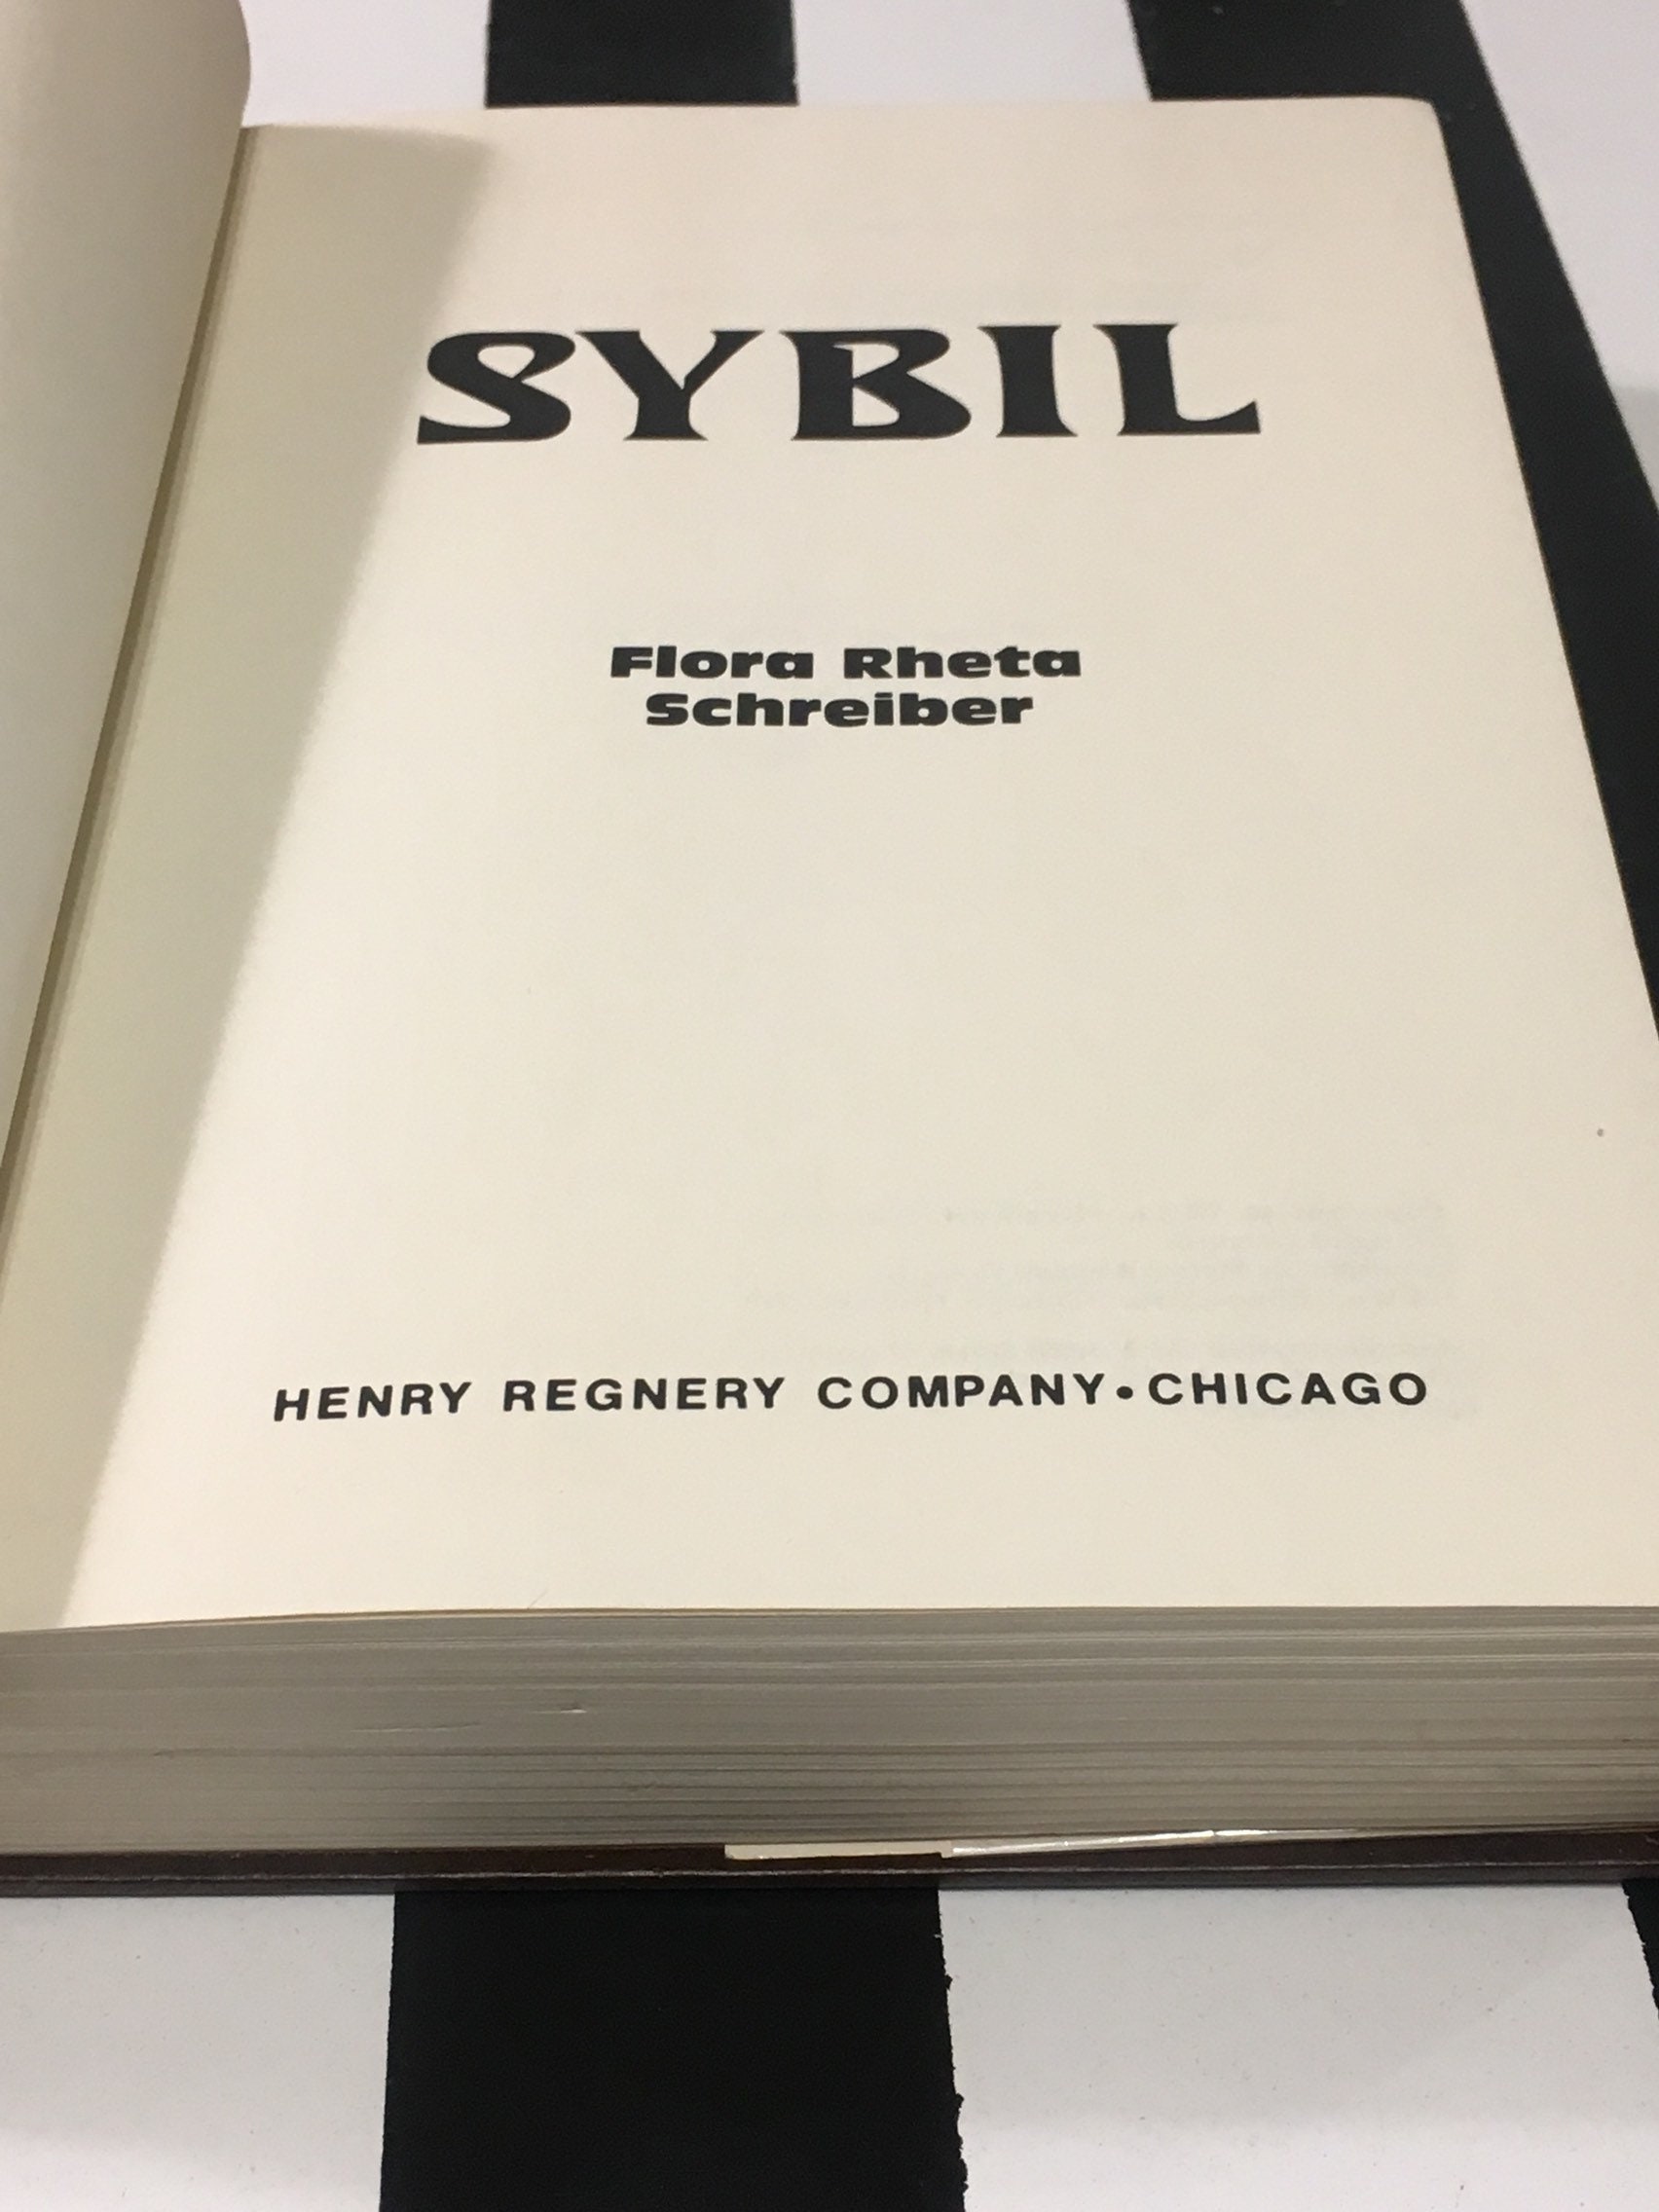 SYBIL
Flora Rheta
Schreiber
HENRY REGNERY COMPANY • CHICAGO